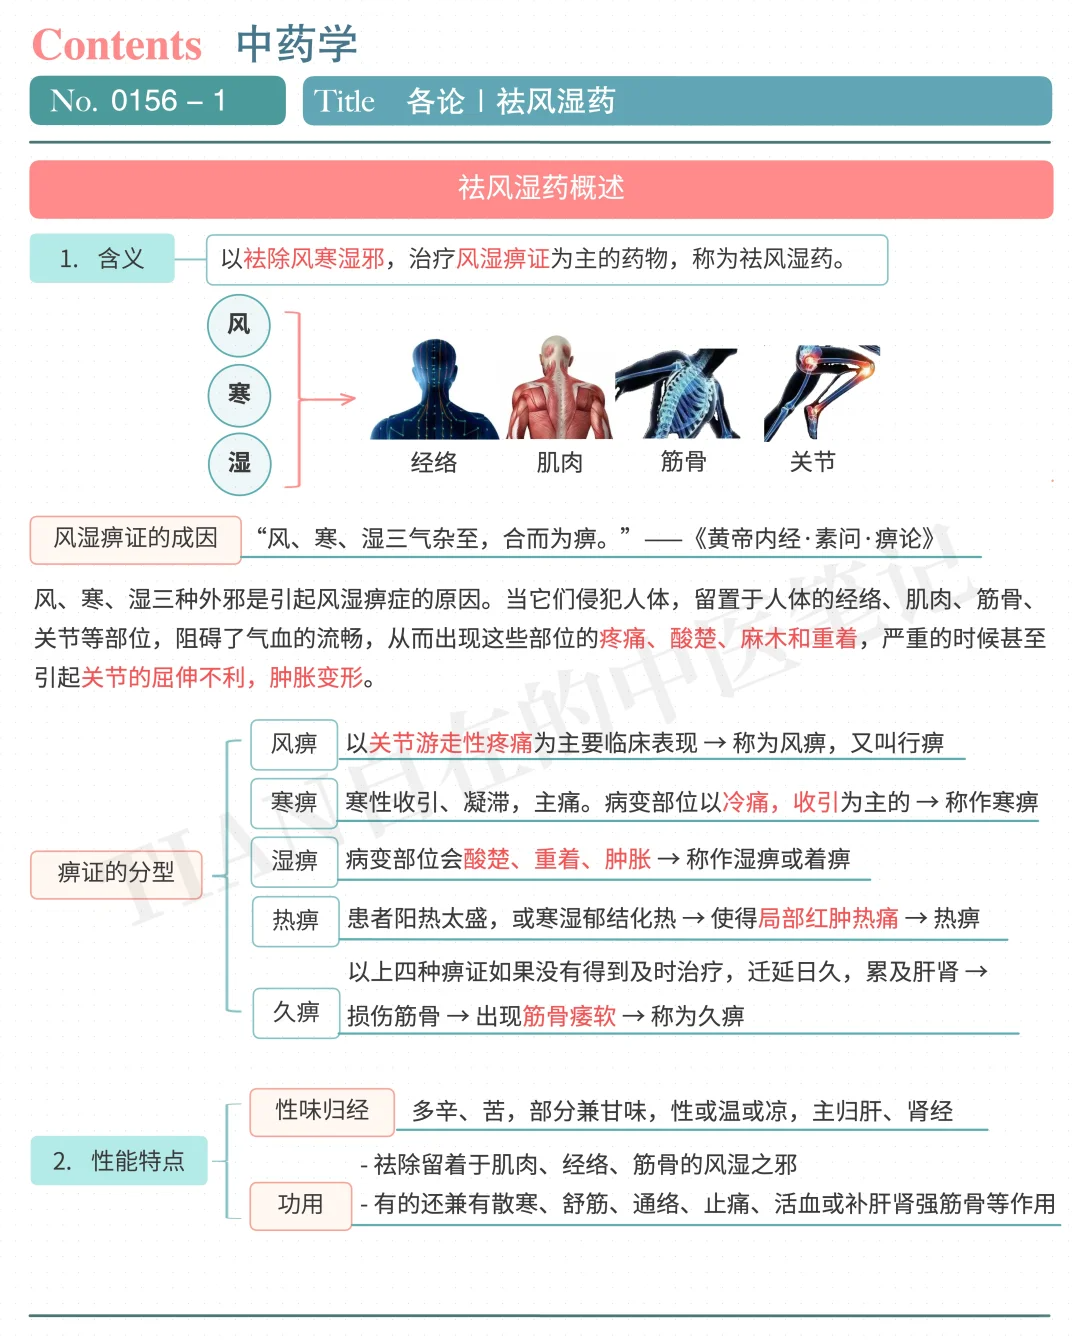 Contents 中药学
No. 0156 – 1
Title 各论 | 祛风湿药
祛风湿药概述
1. 含义
以祛除风寒湿邪，治疗风湿痹证为主的药物，称为祛风湿药。
风
寒
湿
经络 肌肉 筋骨 关节
风湿痹证的成因
“风、寒、湿三气杂至，合而为痹。”——《黄帝内经·素问·痹论》
风、寒、湿三种外邪是引起风湿痹症的原因。当它们侵犯人体，留置于人体的经络、肌肉、筋骨、
关节等部位，阻碍了气血的流畅，从而出现这些部位的疼痛、酸楚、麻木和重着，严重的时候甚至
引起关节的屈伸不利，肿胀变形。
痹证的分型
风痹 以关节游走性疼痛为主要临床表现 → 称为风痹，又叫行痹
寒痹 寒性收引、凝滞，主痛。病变部位以冷痛，收引为主的 → 称作寒痹
湿痹 病变部位会酸楚、重着、肿胀 → 称作湿痹或着痹
热痹 患者阳热太盛，或寒湿郁结化热 → 使得局部红肿热痛 → 热痹
以上四种痹证如果没有得到及时治疗，迁延日久，累及肝肾 →
久痹 损伤筋骨 → 出现筋骨痿软 → 称为久痹
2. 性能特点
性味归经 多辛、苦，部分兼甘味，性或温或凉，主归肝、肾经
- 祛除留着于肌肉、经络、筋骨的风湿之邪
功用 - 有的还兼有散寒、舒筋、通络、止痛、活血或补肝肾强筋骨等作用
TIAN自在的中医笔记